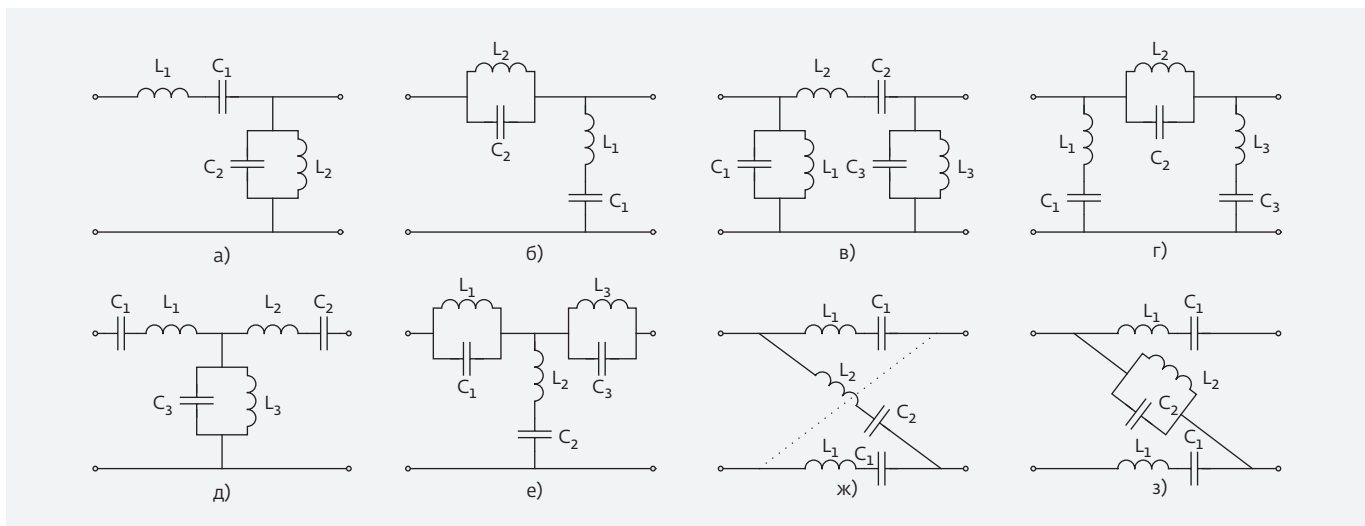 L₁ C₁
C₂ L₂
а)
L₂
C₂
L₁
C₁
б)
L₂ C₂
C₁ L₁ C₃ L₃
в)
L₂
C₂
L₁ L₃
C₁ C₃
г)
C₁ L₁ L₂ C₂
C₃ L₃
д)
L₁ L₃
C₁ L₂ C₃
C₂
е)
L₁ C₁
L₂
C₂
L₁ C₁
ж)
L₁ C₁
L₂
C₂
L₁ C₁
з)